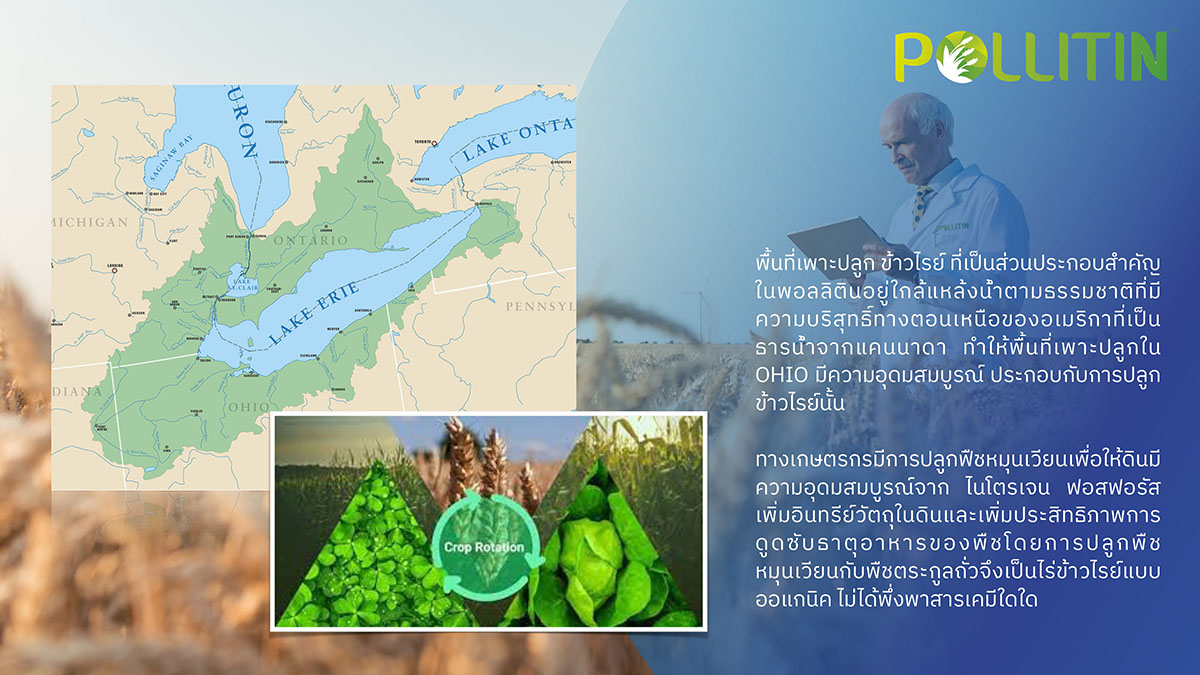 POLLITIN
URON
SAGINAW BAY
LAKE ONTA
TORONTO
MICHIGAN
ONTARIO
LAKE ST. CLAIR
LAKE ERIE
PENNSYL
DIANA
OHIO
LANSING
FLINT
LONDON
TOLEDO
CLEVELAND
POLLITIN
พื้นที่เพาะปลูก ข้าวไรย์ ที่เป็นส่วนประกอบสำคัญ
ในพอลลิตินอยู่ใกล้แหล้งน้ำตามธรรมชาติที่มี
ความบริสุทธิ์ทางตอนเหนือของอเมริกาที่เป็น
ธารน้ำจากแคนนาดา ทำให้พื้นที่เพาะปลูกใน
OHIO มีความอุดมสมบูรณ์ ประกอบกับการปลูก
ข้าวไรย์นั้น
ทางเกษตรกรมีการปลูกพืชหมุนเวียนเพื่อให้ดินมี
ความอุดมสมบูรณ์จาก ไนโตรเจน ฟอสฟอรัส
เพิ่มอินทรีย์วัตถุในดินและเพิ่มประสิทธิภาพการ
ดูดซับธาตุอาหารของพืชโดยการปลูกพืช
หมุนเวียนกับพืชตระกูลถั่วจึงเป็นไร่ข้าวไรย์แบบ
ออแกนิค ไม่ได้พึ่งพาสารเคมีใดใด
Crop Rotation